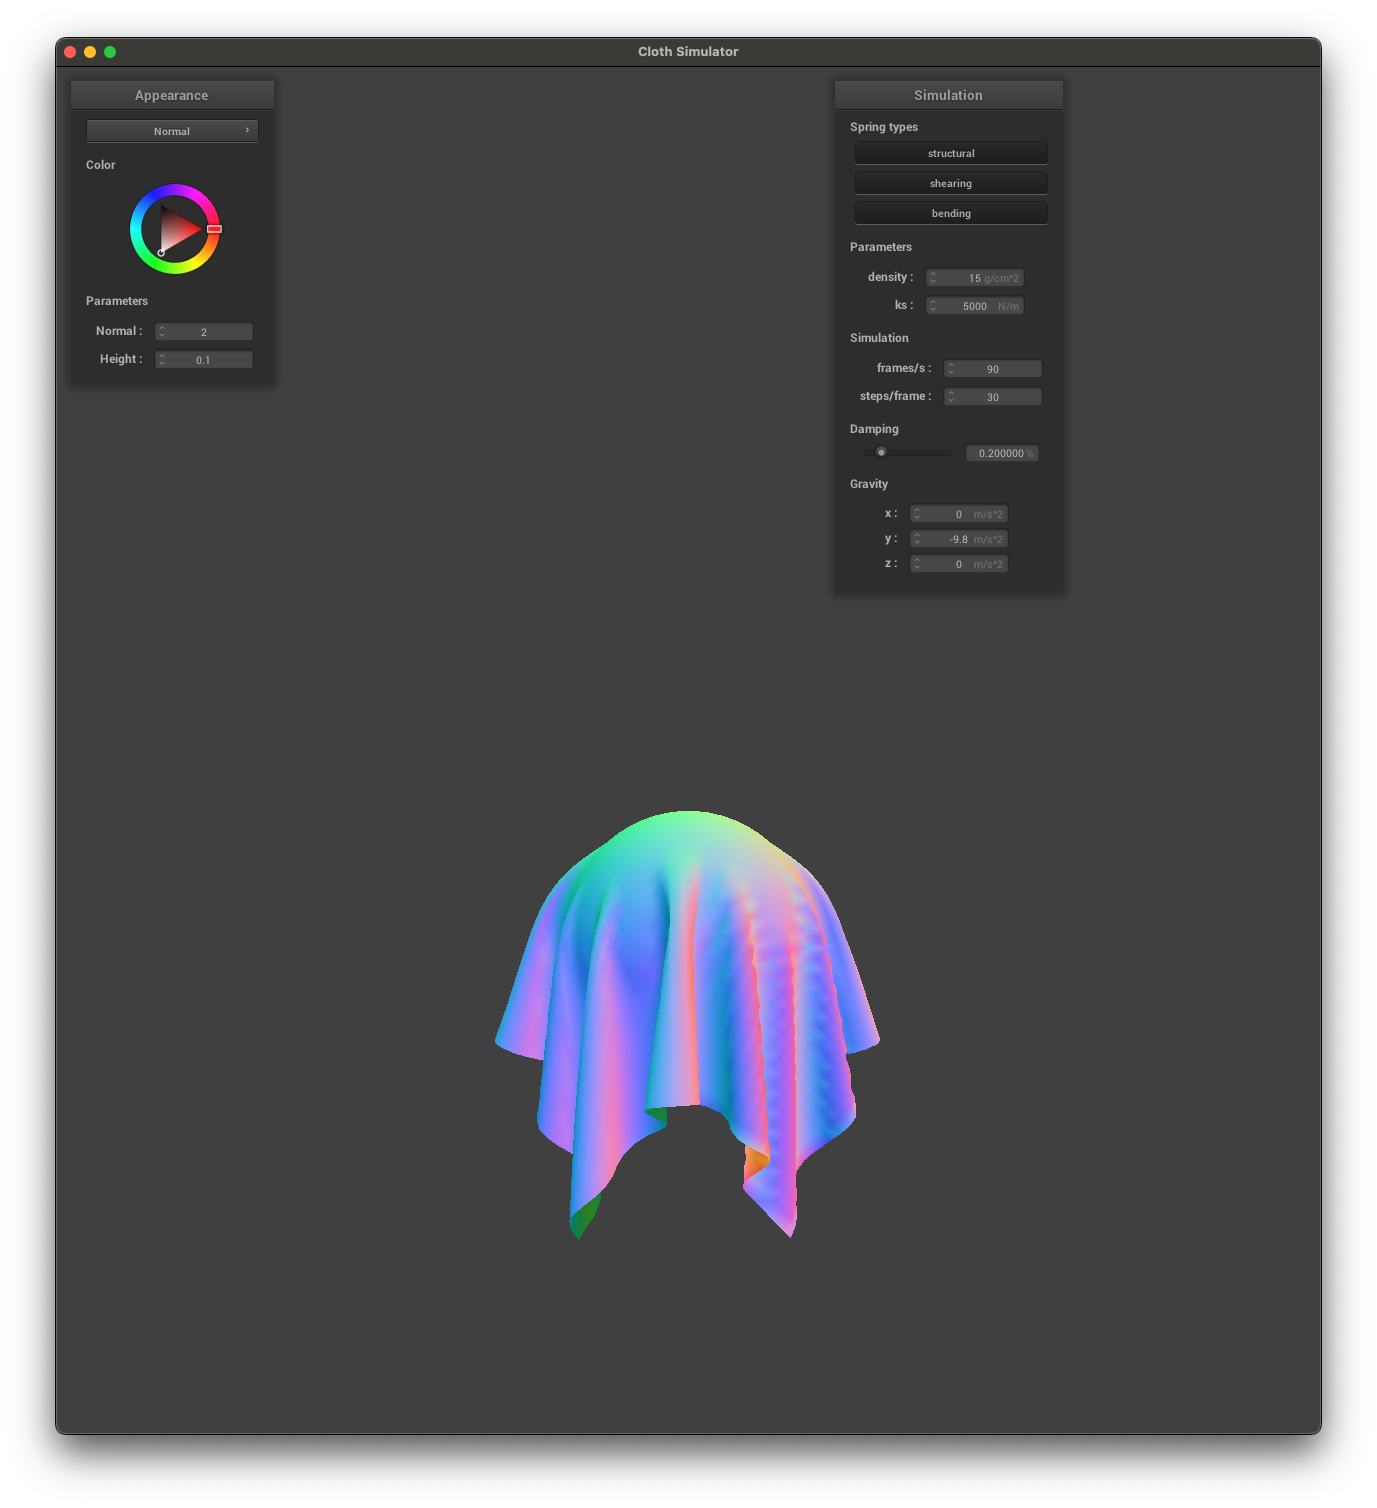 Cloth Simulator
Appearance
Normal ›
Color
Parameters
Normal : 2
Height : 0.1
Simulation
Spring types
structural
shearing
bending
Parameters
density : 15 g/cm^2
ks : 5000 N/m
Simulation
frames/s : 90
steps/frame : 30
Damping
0.200000 %
Gravity
x : 0 m/s^2
y : -9.8 m/s^2
z : 0 m/s^2